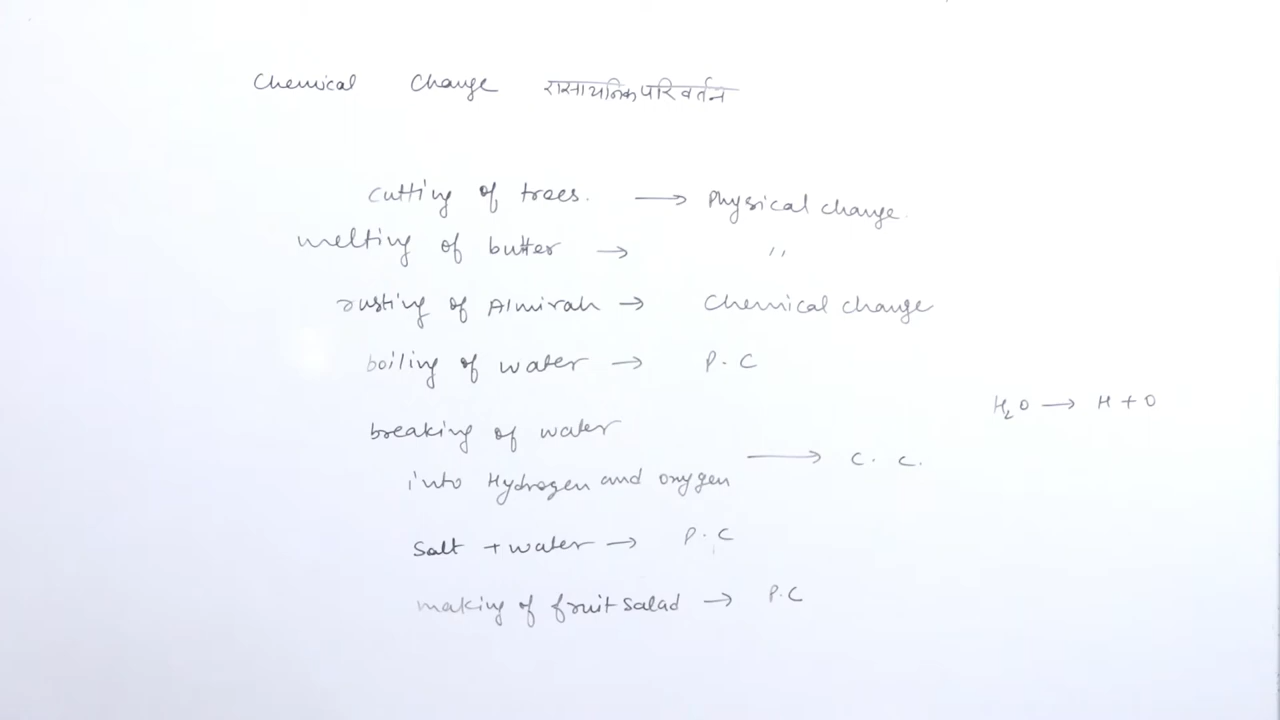 Chemical Change रासायनिक परिवर्तन
cutting of trees. → Physical change.
melting of butter → "
rusting of Almirah → Chemical change
boiling of water → P.C
H₂O → H + O
breaking of water
into Hydrogen and oxygen → C. C.
Salt + water → P.C
making of fruit salad → P.C